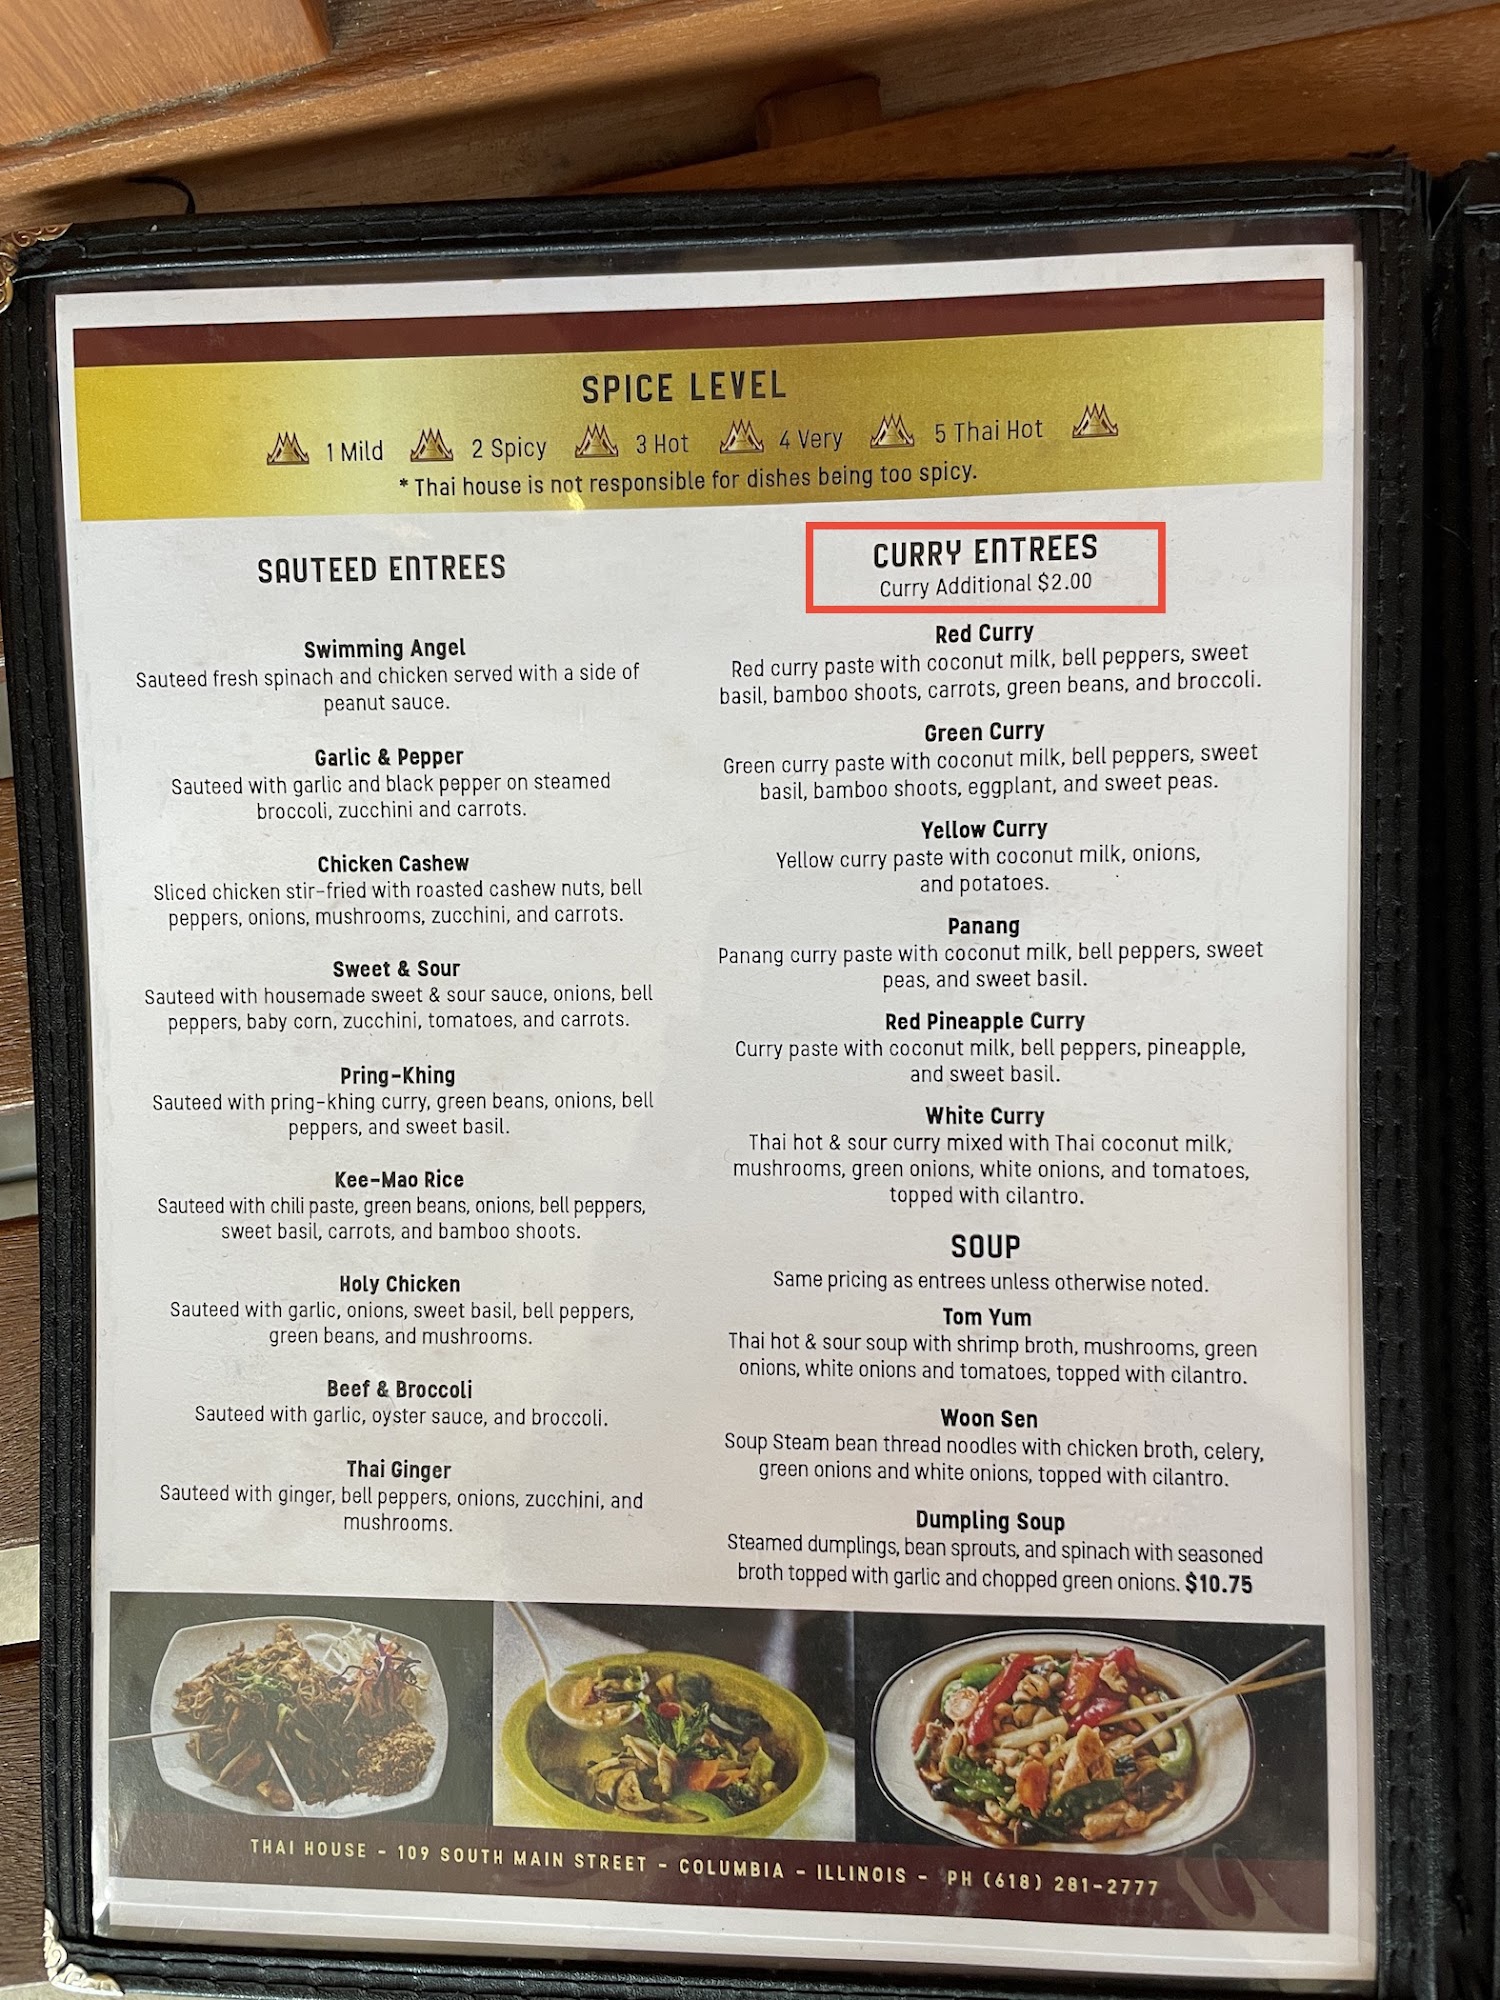 SPICE LEVEL
1 Mild 2 Spicy 3 Hot 4 Very 5 Thai Hot
* Thai house is not responsible for dishes being too spicy.
SAUTEED ENTREES
Swimming Angel
Sauteed fresh spinach and chicken served with a side of
peanut sauce.
Garlic & Pepper
Sauteed with garlic and black pepper on steamed
broccoli, zucchini and carrots.
Chicken Cashew
Sliced chicken stir-fried with roasted cashew nuts, bell
peppers, onions, mushrooms, zucchini, and carrots.
Sweet & Sour
Sauteed with housemade sweet & sour sauce, onions, bell
peppers, baby corn, zucchini, tomatoes, and carrots.
Pring-Khing
Sauteed with pring-khing curry, green beans, onions, bell
peppers, and sweet basil.
Kee-Mao Rice
Sauteed with chili paste, green beans, onions, bell peppers,
sweet basil, carrots, and bamboo shoots.
Holy Chicken
Sauteed with garlic, onions, sweet basil, bell peppers,
green beans, and mushrooms.
Beef & Broccoli
Sauteed with garlic, oyster sauce, and broccoli.
Thai Ginger
Sauteed with ginger, bell peppers, onions, zucchini, and
mushrooms.
CURRY ENTREES
Curry Additional $2.00
Red Curry
Red curry paste with coconut milk, bell peppers, sweet
basil, bamboo shoots, carrots, green beans, and broccoli.
Green Curry
Green curry paste with coconut milk, bell peppers, sweet
basil, bamboo shoots, eggplant, and sweet peas.
Yellow Curry
Yellow curry paste with coconut milk, onions,
and potatoes.
Panang
Panang curry paste with coconut milk, bell peppers, sweet
peas, and sweet basil.
Red Pineapple Curry
Curry paste with coconut milk, bell peppers, pineapple,
and sweet basil.
White Curry
Thai hot & sour curry mixed with Thai coconut milk,
mushrooms, green onions, white onions, and tomatoes,
topped with cilantro.
SOUP
Same pricing as entrees unless otherwise noted.
Tom Yum
Thai hot & sour soup with shrimp broth, mushrooms, green
onions, white onions and tomatoes, topped with cilantro.
Woon Sen
Soup Steam bean thread noodles with chicken broth, celery,
green onions and white onions, topped with cilantro.
Dumpling Soup
Steamed dumplings, bean sprouts, and spinach with seasoned
broth topped with garlic and chopped green onions. $10.75
THAI HOUSE - 109 SOUTH MAIN STREET - COLUMBIA - ILLINOIS - PH (618) 281-2777